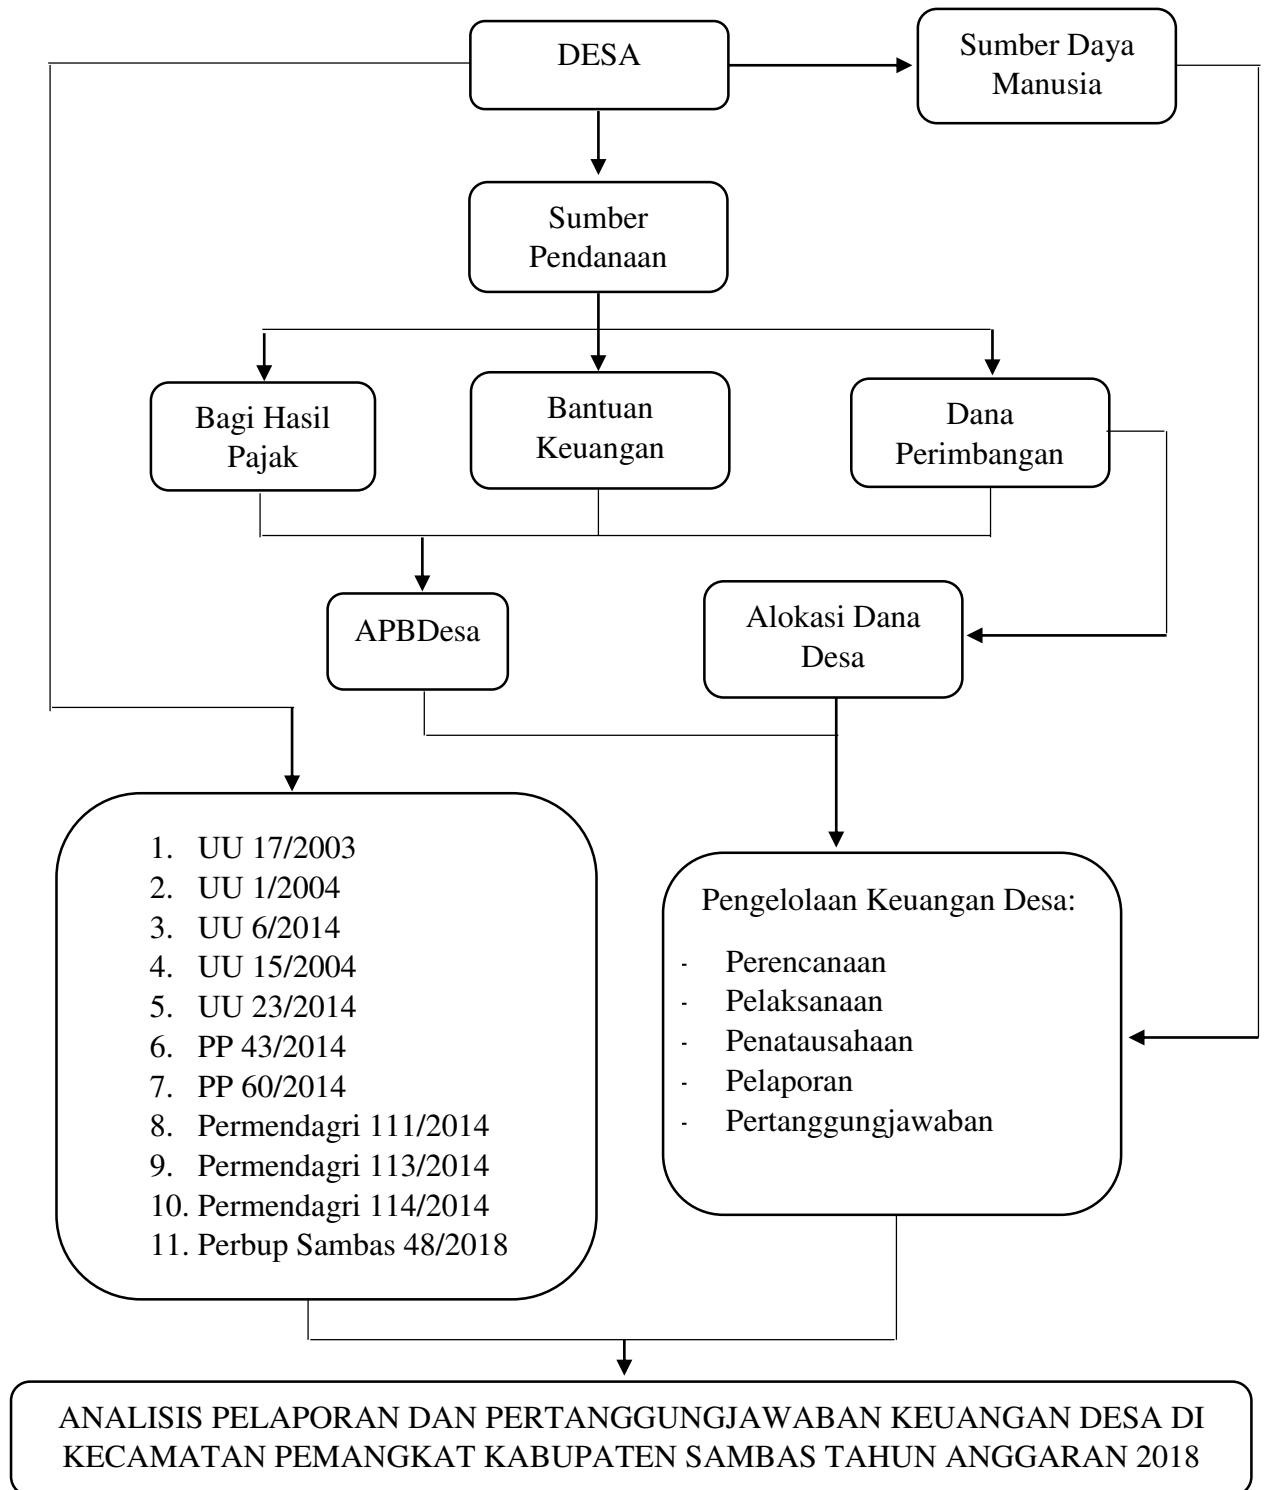 DESA
Sumber Daya
Manusia
Sumber
Pendanaan
Bagi Hasil
Pajak
Bantuan
Keuangan
Dana
Perimbangan
APBDesa
Alokasi Dana
Desa
1. UU 17/2003
2. UU 1/2004
3. UU 6/2014
4. UU 15/2004
5. UU 23/2014
6. PP 43/2014
7. PP 60/2014
8. Permendagri 111/2014
9. Permendagri 113/2014
10. Permendagri 114/2014
11. Perbup Sambas 48/2018
Pengelolaan Keuangan Desa:
- Perencanaan
- Pelaksanaan
- Penatausahaan
- Pelaporan
- Pertanggungjawaban
ANALISIS PELAPORAN DAN PERTANGGUNGJAWABAN KEUANGAN DESA DI
KECAMATAN PEMANGKAT KABUPATEN SAMBAS TAHUN ANGGARAN 2018